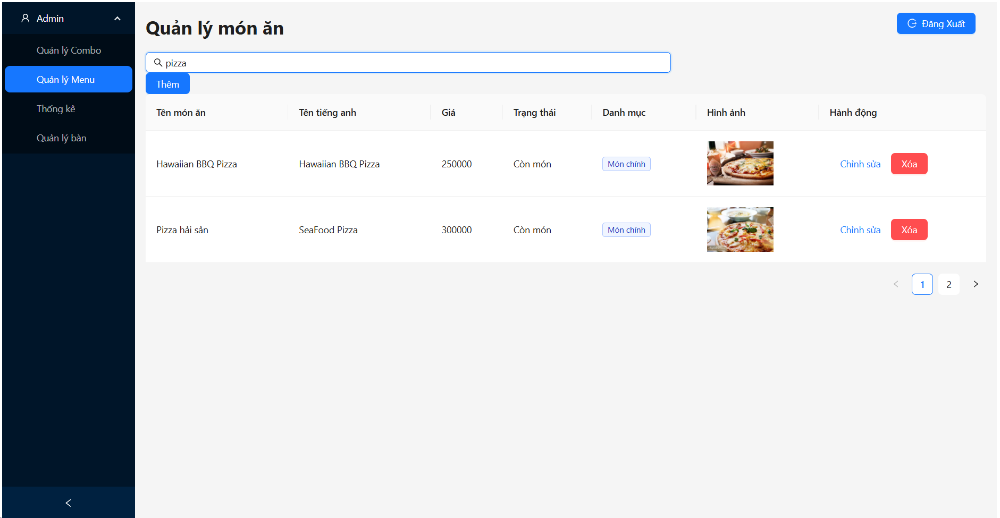 Admin
Quản lý Combo
Quản lý Menu
Thống kê
Quản lý bàn
Quản lý món ăn
Đăng Xuất
pizza
Thêm
Tên món ăn Tên tiếng anh Giá Trạng thái Danh mục Hình ảnh Hành động
Hawaiian BBQ Pizza Hawaiian BBQ Pizza 250000 Còn món Món chính Chỉnh sửa Xóa
Pizza hải sản SeaFood Pizza 300000 Còn món Món chính Chỉnh sửa Xóa
1 2